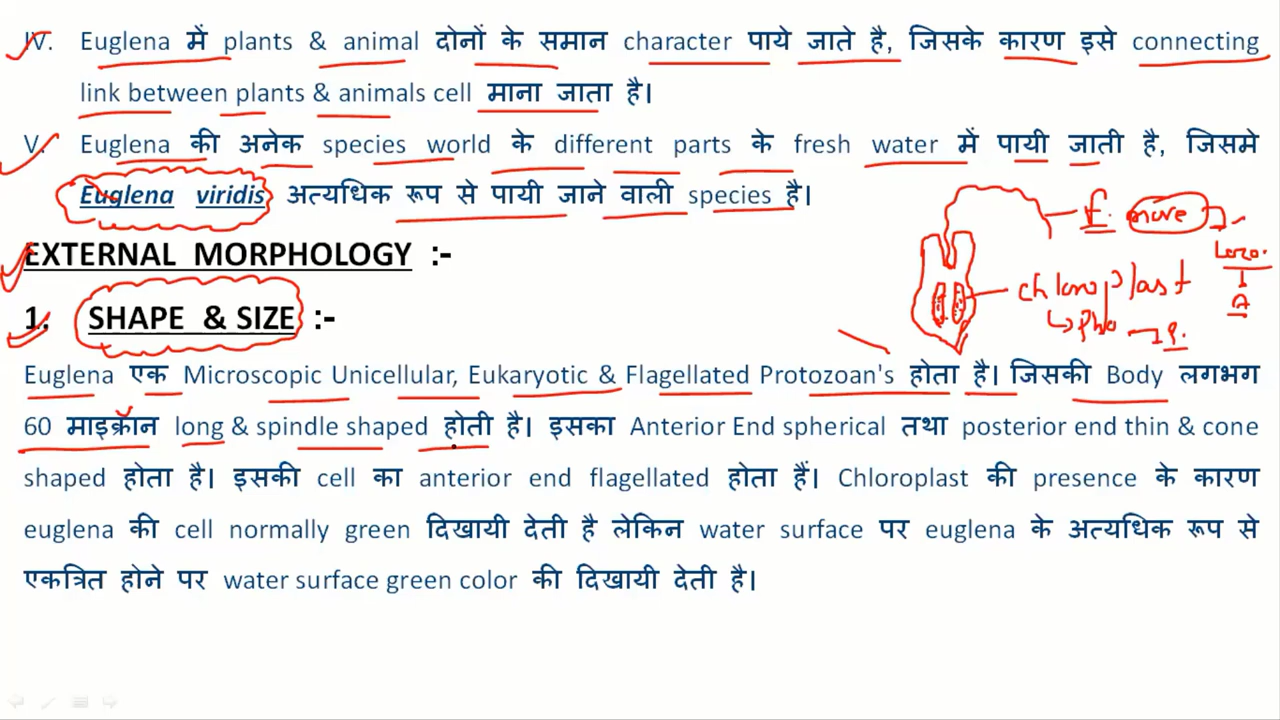 IV. Euglena में plants & animal दोनों के समान character पाये जाते है, जिसके कारण इसे connecting
link between plants & animals cell माना जाता है।
V. Euglena की अनेक species world के different parts के fresh water में पायी जाती है, जिसमे
Euglena viridis अत्यधिक रूप से पायी जाने वाली species है।
f. move
Loco.
A
chloroplast
Pho P.
EXTERNAL MORPHOLOGY :-
1. SHAPE & SIZE :-
Euglena एक Microscopic Unicellular, Eukaryotic & Flagellated Protozoan's होता है। जिसकी Body लगभग
60 माइक्रॉन long & spindle shaped होती है। इसका Anterior End spherical तथा posterior end thin & cone
shaped होता है। इसकी cell का anterior end flagellated होता हैं। Chloroplast की presence के कारण
euglena की cell normally green दिखायी देती है लेकिन water surface पर euglena के अत्यधिक रूप से
एकत्रित होने पर water surface green color की दिखायी देती है।